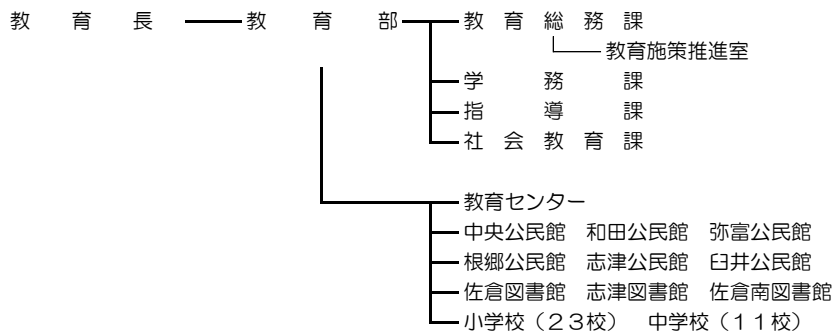 教育長 教育部 教育総務課
教育施策推進室
学務課
指導課
社会教育課
教育センター
中央公民館 和田公民館 弥富公民館
根郷公民館 志津公民館 臼井公民館
佐倉図書館 志津図書館 佐倉南図書館
小学校（２３校） 中学校（１１校）